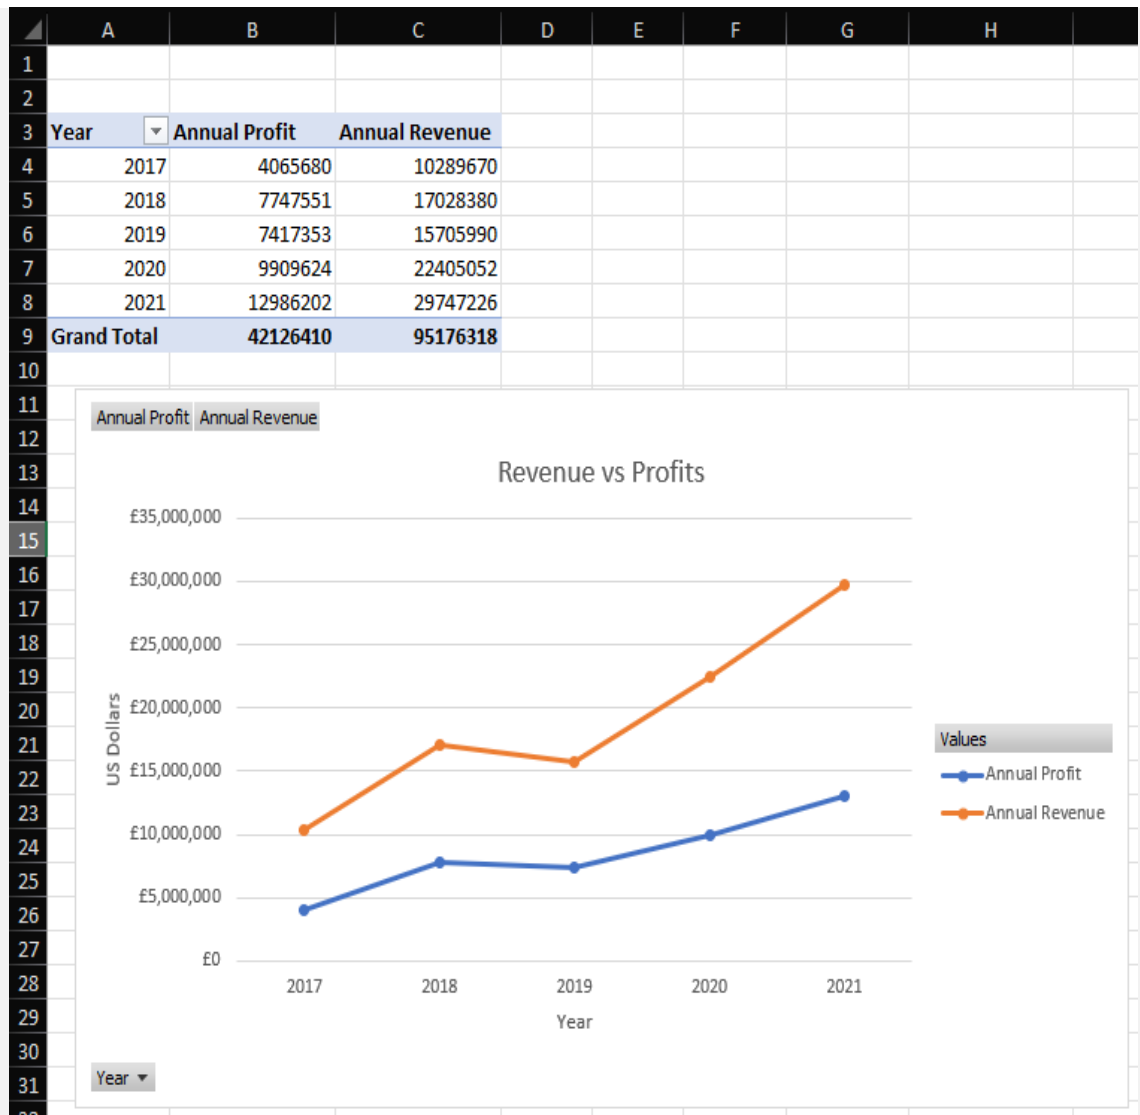 A B C D E F G H
1
2
3 Year Annual Profit Annual Revenue
4 2017 4065680 10289670
5 2018 7747551 17028380
6 2019 7417353 15705990
7 2020 9909624 22405052
8 2021 12986202 29747226
9 Grand Total 42126410 95176318
10
11
Annual Profit Annual Revenue
12
13
Revenue vs Profits
14
£35,000,000
15
16
£30,000,000
17
18
£25,000,000
19
20
£20,000,000
US Dollars
21
Values
22
£15,000,000
Annual Profit
23
Annual Revenue
24
£10,000,000
25
£5,000,000
26
27
£0
28
2017 2018 2019 2020 2021
29
Year
30
31
Year